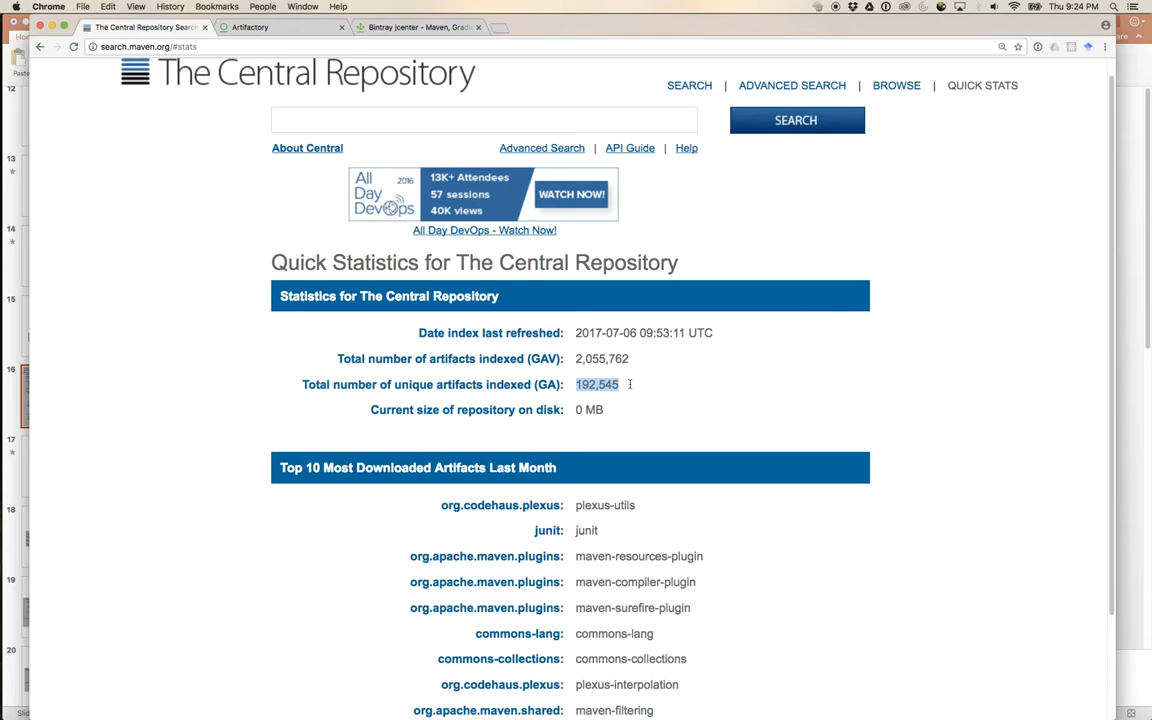 Chrome File Edit View History Bookmarks People Window Help Thu 9:24 PM
The Central Repository Search Artifactory Bintray jcenter - Maven, Gradl
search.maven.org/#stats
The Central Repository
SEARCH | ADVANCED SEARCH | BROWSE | QUICK STATS
SEARCH
About Central Advanced Search | API Guide | Help
All Day DevOps 2016
13K+ Attendees
57 sessions
40K views
WATCH NOW!
All Day DevOps - Watch Now!
Quick Statistics for The Central Repository
Statistics for The Central Repository
Date index last refreshed: 2017-07-06 09:53:11 UTC
Total number of artifacts indexed (GAV): 2,055,762
Total number of unique artifacts indexed (GA): 192,545
Current size of repository on disk: 0 MB
Top 10 Most Downloaded Artifacts Last Month
org.codehaus.plexus: plexus-utils
junit: junit
org.apache.maven.plugins: maven-resources-plugin
org.apache.maven.plugins: maven-compiler-plugin
org.apache.maven.plugins: maven-surefire-plugin
commons-lang: commons-lang
commons-collections: commons-collections
org.codehaus.plexus: plexus-interpolation
org.apache.maven.shared: maven-filtering
Paste
12
13
14
15
16
17
18
19
20